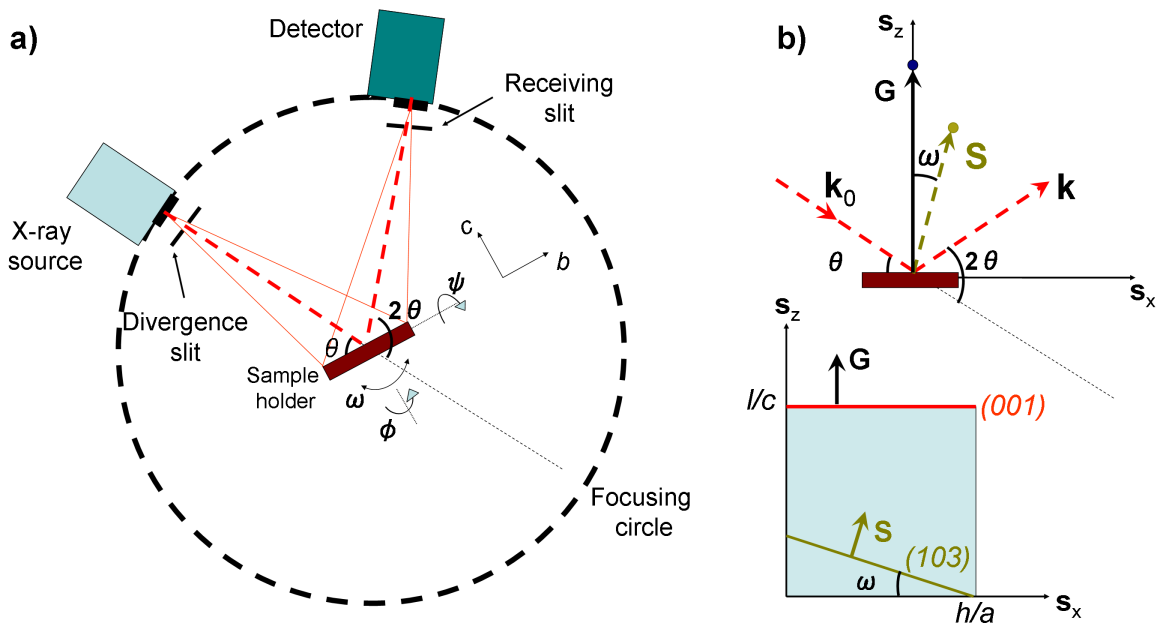 a)
Detector
Receiving
slit
X-ray
source
Divergence
slit
c
b
ψ
2 θ
θ
Sample
holder
ω
ϕ
Focusing
circle
b)
s_z
G
ω
S
k_0
k
θ
2 θ
s_x
s_z
G
l/c
(001)
S
(103)
ω
s_x
h/a